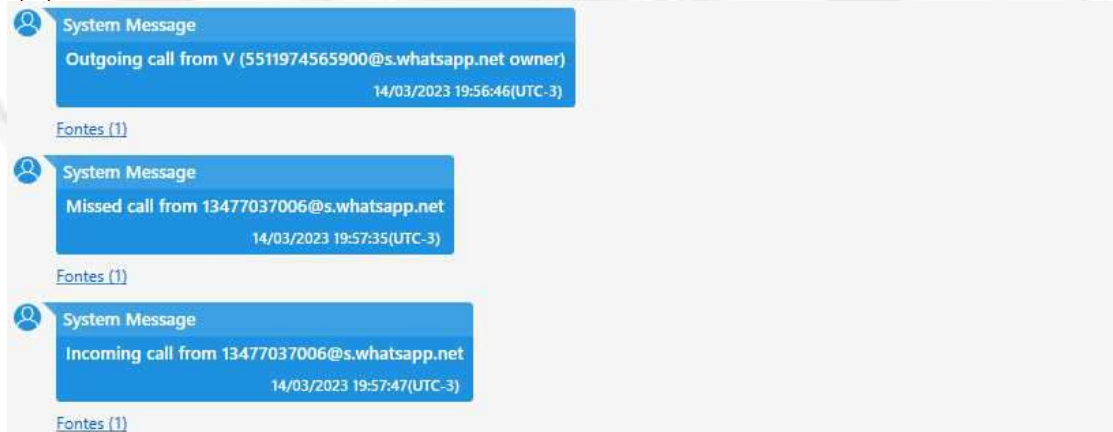 System Message
Outgoing call from V (5511974565900@s.whatsapp.net owner)
14/03/2023 19:56:46(UTC-3)
Fontes (1)
System Message
Missed call from 13477037006@s.whatsapp.net
14/03/2023 19:57:35(UTC-3)
Fontes (1)
System Message
Incoming call from 13477037006@s.whatsapp.net
14/03/2023 19:57:47(UTC-3)
Fontes (1)